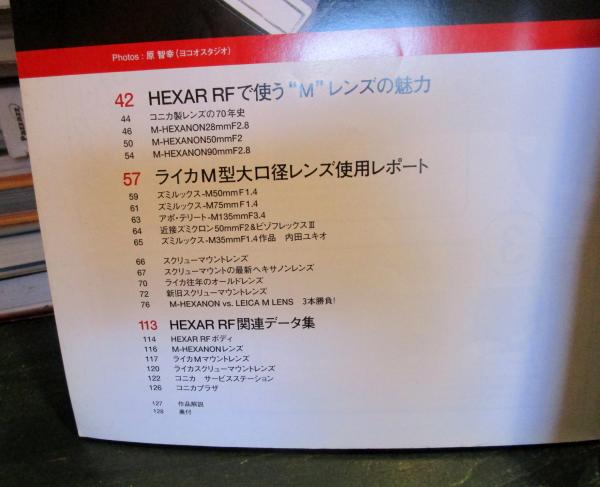 Photos：原 智幸（ヨコオスタジオ）
42 HEXAR RFで使う“M”レンズの魅力
44 コニカ製レンズの70年史
46 M-HEXANON28mmF2.8
50 M-HEXANON50mmF2
54 M-HEXANON90mmF2.8
57 ライカM型大口径レンズ使用レポート
59 ズミルックス-M50mmF1.4
61 ズミルックス-M75mmF1.4
63 アポ・テリート-M135mmF3.4
64 近接ズミクロン50mmF2&ビゾフレックスⅢ
65 ズミルックス-M35mmF1.4作品　内田ユキオ
66 スクリューマウントレンズ
67 スクリューマウントの最新ヘキサノンレンズ
70 ライカ往年のオールドレンズ
72 新旧スクリューマウントレンズ
76 M-HEXANON vs. LEICA M LENS　3本勝負!
113 HEXAR RF関連データ集
114 HEXAR RFボディ
116 M-HEXANONレンズ
117 ライカMマウントレンズ
120 ライカスクリューマウントレンズ
122 コニカ　サービスステーション
126 コニカプラザ
127 作品解説
128 奥付